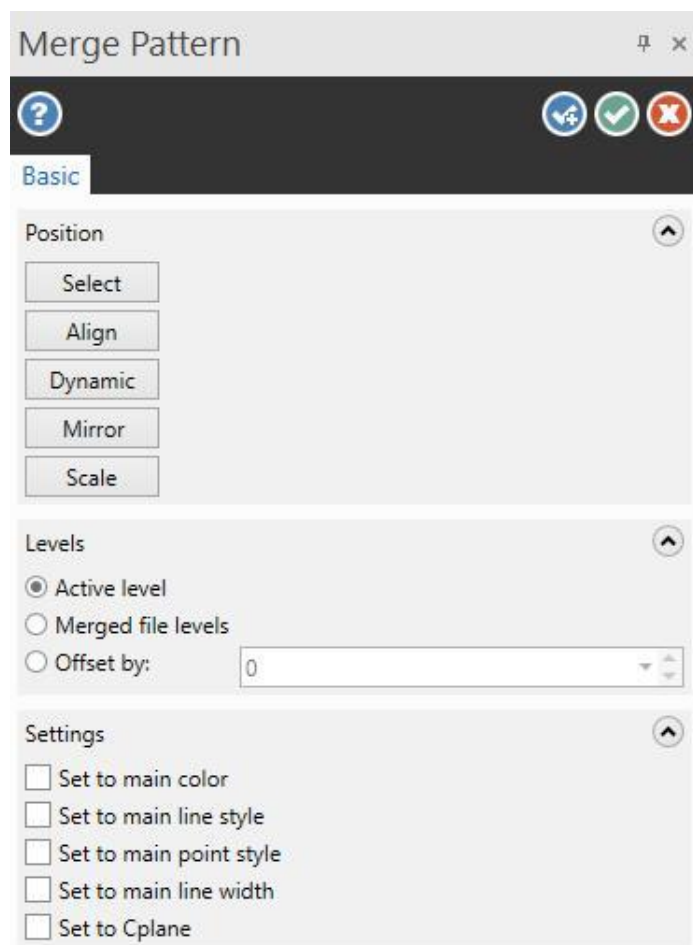 Merge Pattern
Basic
Position
Select
Align
Dynamic
Mirror
Scale
Levels
Active level
Merged file levels
Offset by: 0
Settings
Set to main color
Set to main line style
Set to main point style
Set to main line width
Set to Cplane